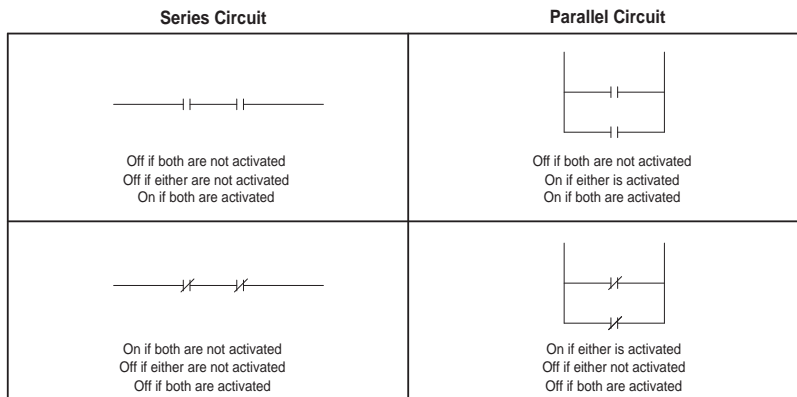 Series Circuit
Parallel Circuit
Off if both are not activated
Off if either are not activated
On if both are activated
Off if both are not activated
On if either is activated
On if both are activated
On if both are not activated
Off if either are not activated
Off if both are activated
On if either is activated
Off if either not activated
Off if both are activated